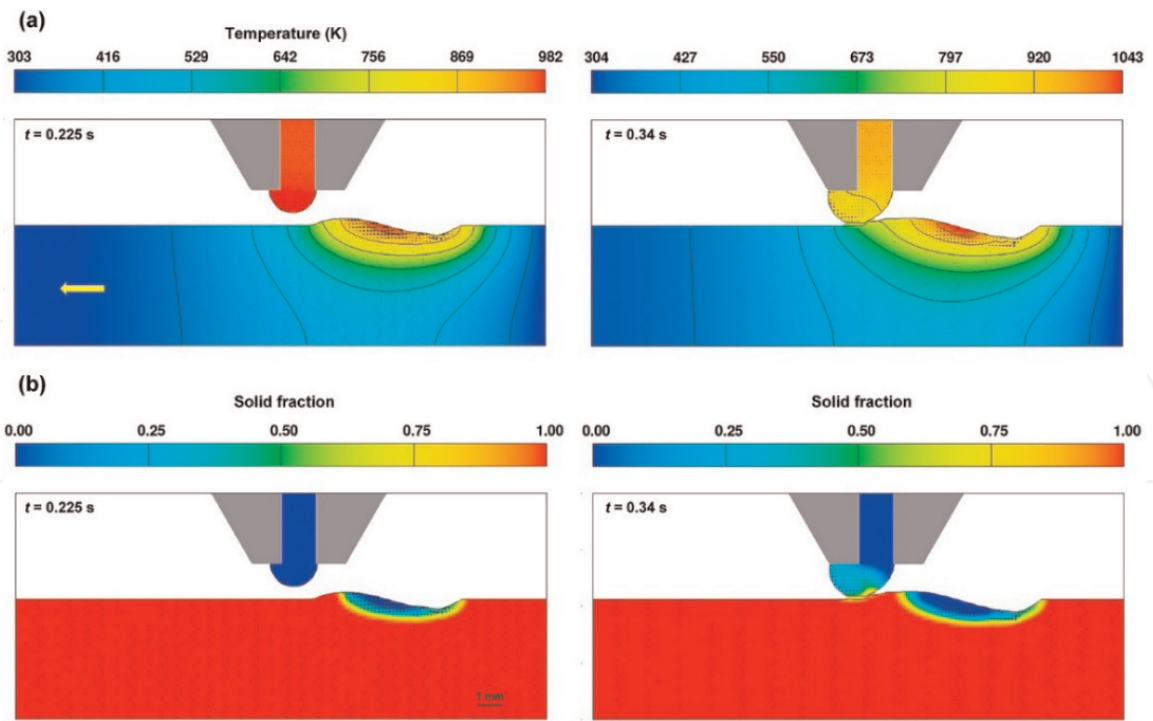 (a)
Temperature (K)
303 416 529 642 756 869 982
304 427 550 673 797 920 1043
t = 0.225 s
t = 0.34 s
(b)
Solid fraction
Solid fraction
0.00 0.25 0.50 0.75 1.00
0.00 0.25 0.50 0.75 1.00
t = 0.225 s
t = 0.34 s
1 mm